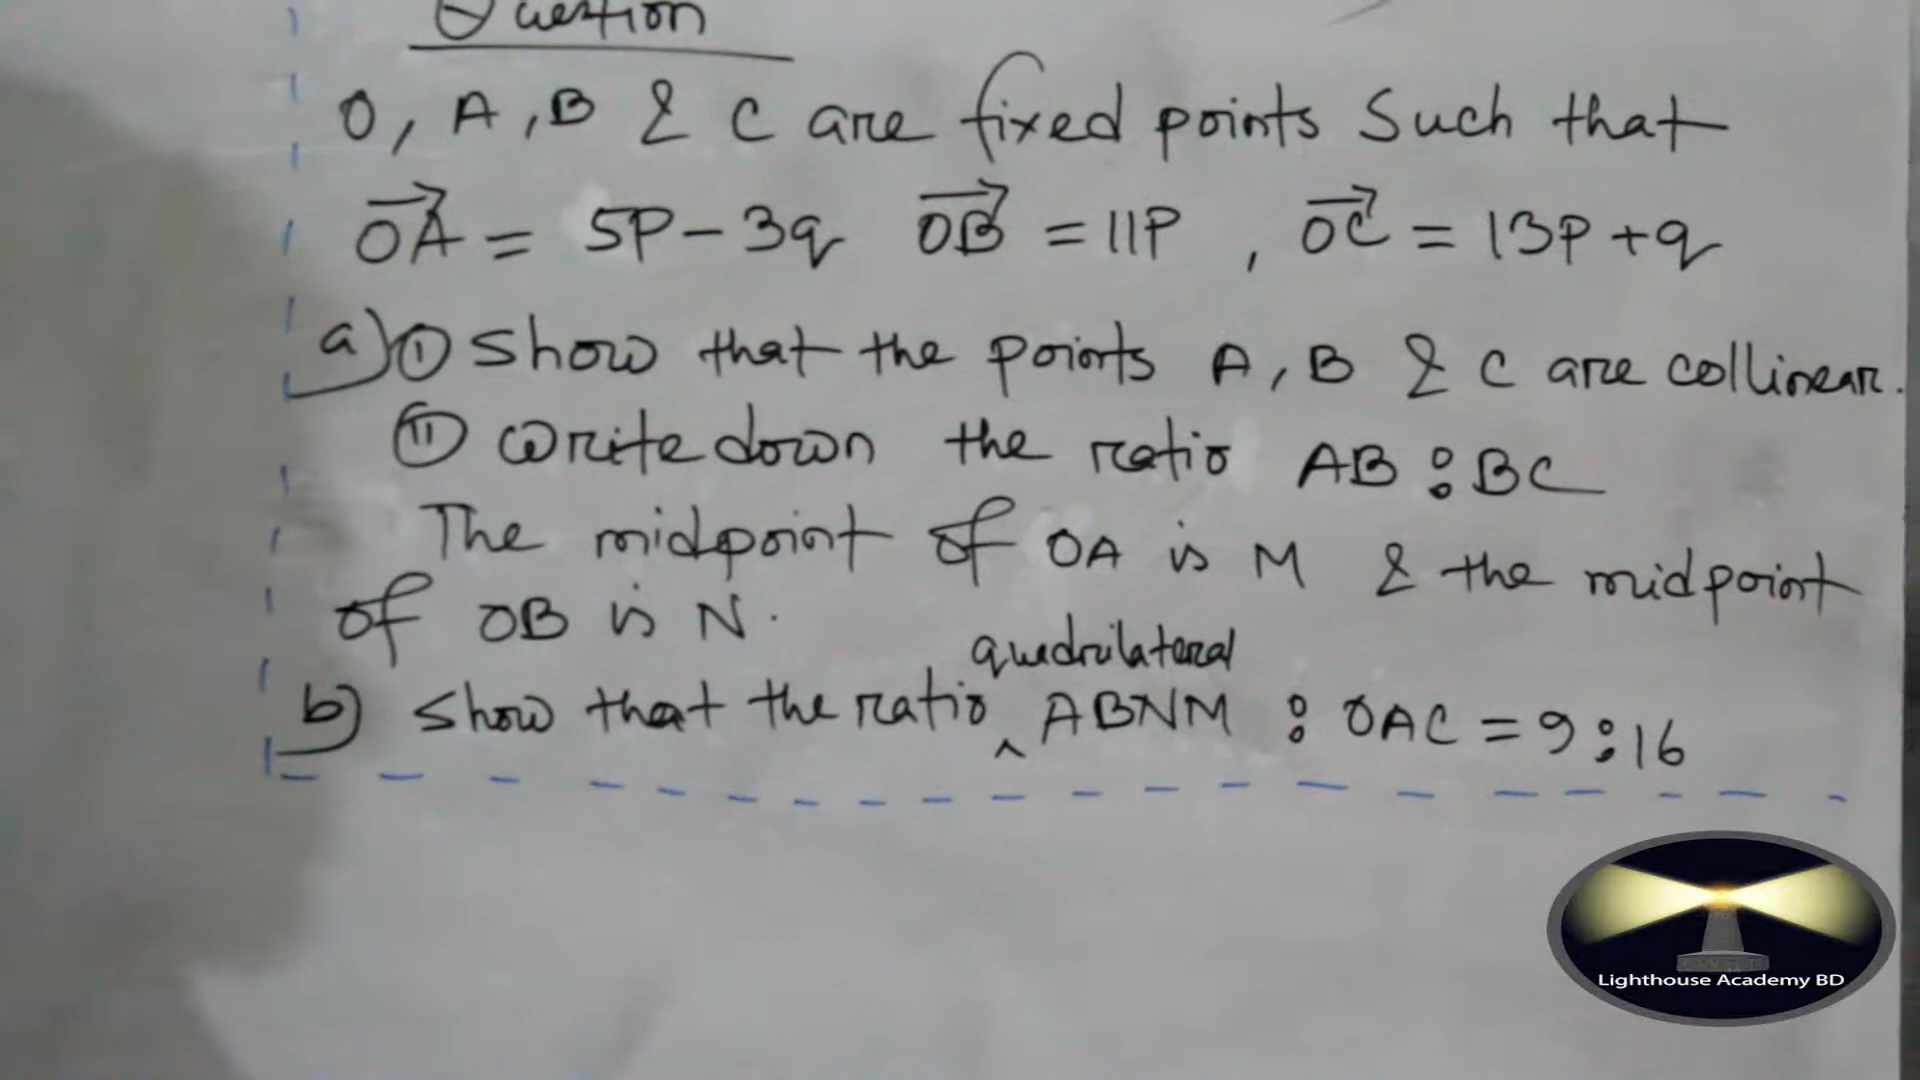 Question
O, A, B & C are fixed points Such that
OA = 5P - 3q OB = 11P , OC = 13P + q
a) i Show that the points A, B & C are collinear.
ii write down the ratio AB : BC
The midpoint of OA is M & the midpoint
of OB is N.
quadrilateral
b) Show that the ratio ^ ABNM : OAC = 9 : 16
Lighthouse Academy BD